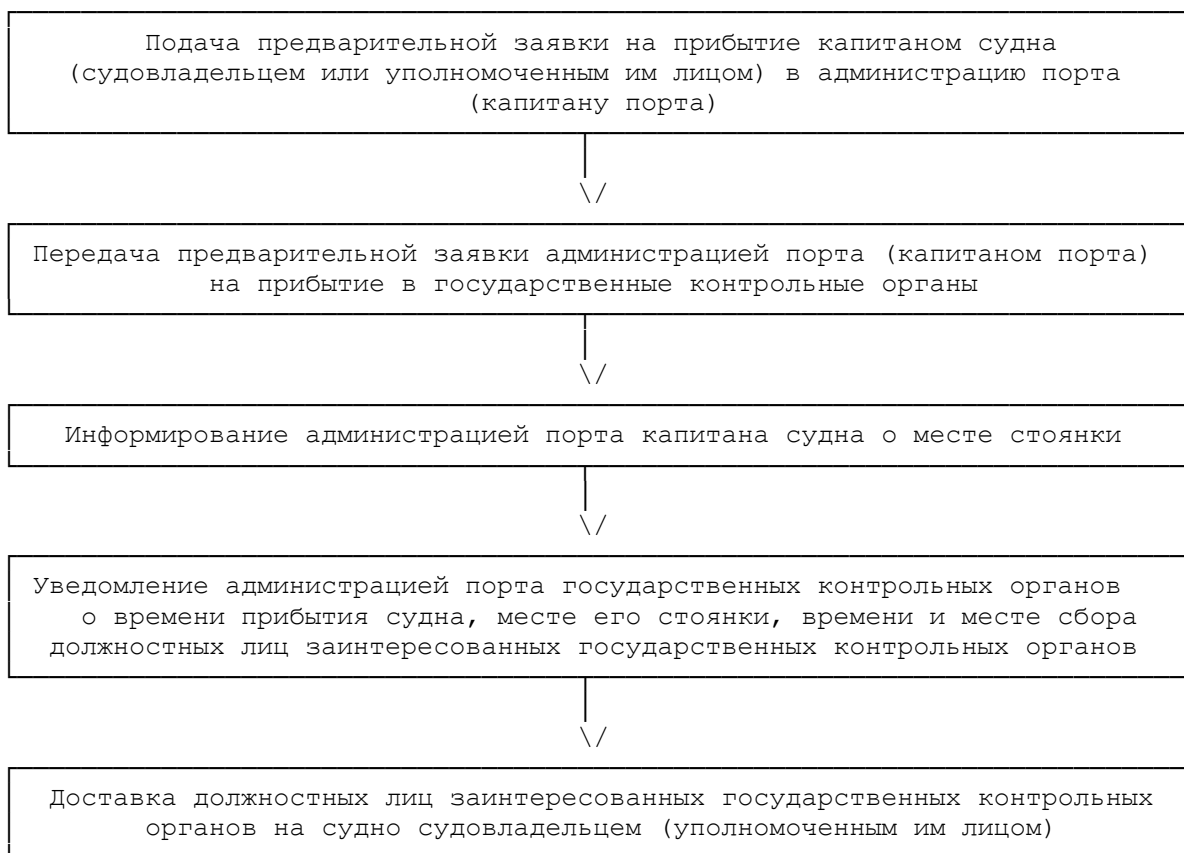 Подача предварительной заявки на прибытие капитаном судна
(судовладельцем или уполномоченным им лицом) в администрацию порта
(капитану порта)
Передача предварительной заявки администрацией порта (капитаном порта)
на прибытие в государственные контрольные органы
Информирование администрацией порта капитана судна о месте стоянки
Уведомление администрацией порта государственных контрольных органов
о времени прибытия судна, месте его стоянки, времени и месте сбора
должностных лиц заинтересованных государственных контрольных органов
Доставка должностных лиц заинтересованных государственных контрольных
органов на судно судовладельцем (уполномоченным им лицом)